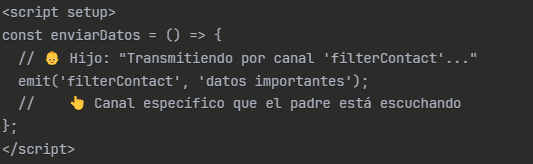 <script setup>
const enviarDatos = () => {
// 👶 Hijo: "Transmitiendo por canal 'filterContact'..."
emit('filterContact', 'datos importantes');
// 👆 Canal específico que el padre está escuchando
};
</script>